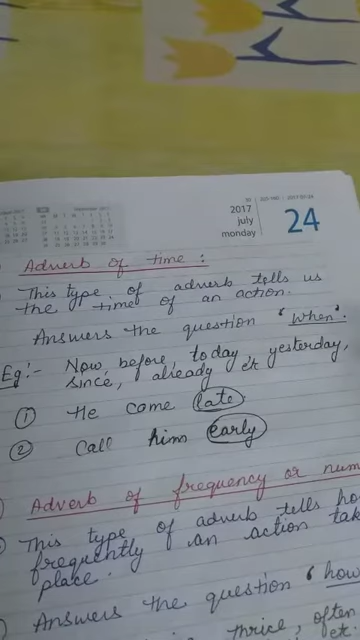 2017
july
monday
24
Adverb of time :
This type of adverb tells us
the time of an action.
Answers the question 'When'.
Eg:- Now, before, today, yesterday,
since, already etc
① He come late
② Call him early
Adverb of frequency or num
This type of adverb tells ho
frequently an action tak
place.
Answers the question 'how
thrice, often
etc.